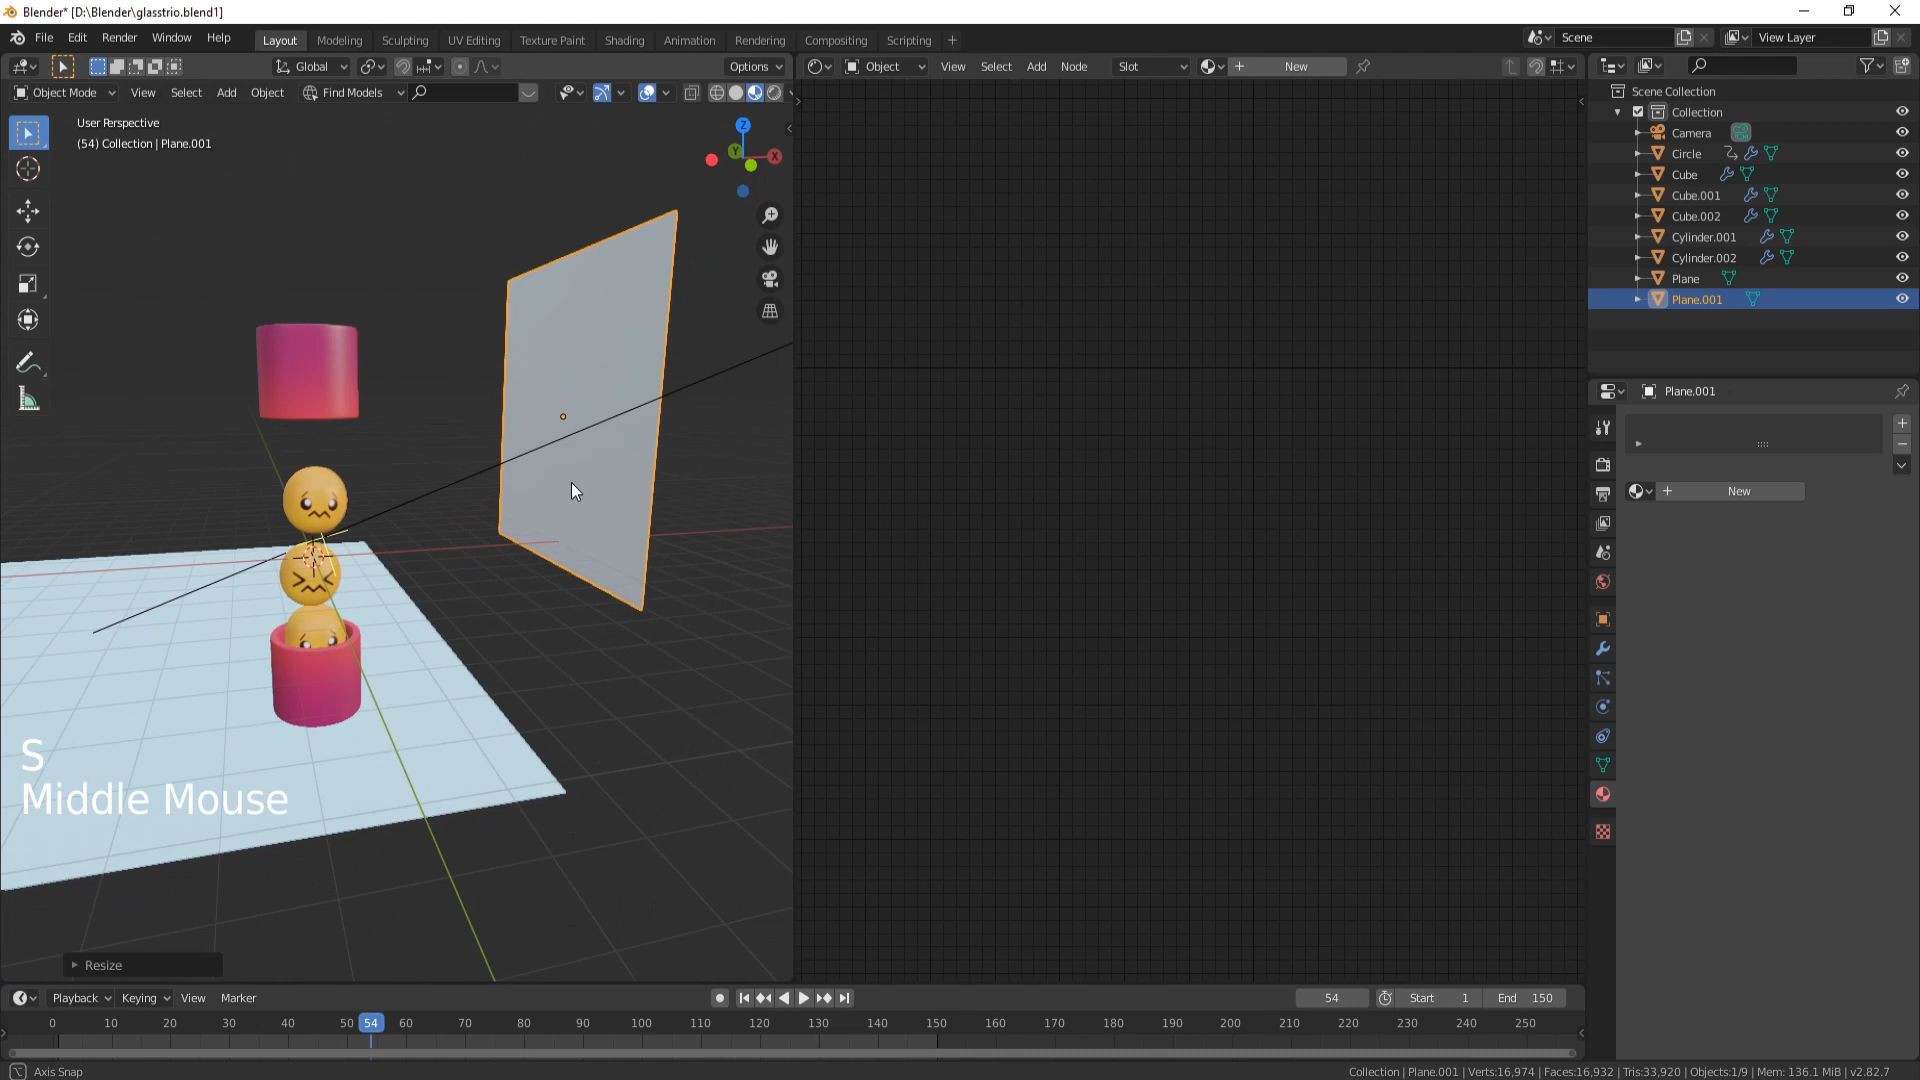 Blender* [D:\Blender\glasstrio.blend1]
File Edit Render Window Help Layout Modeling Sculpting UV Editing Texture Paint Shading Animation Rendering Compositing Scripting + Scene View Layer
Global Options Object View Select Add Node Slot + New
Object Mode View Select Add Object Find Models
Scene Collection
Collection
Camera
Circle
Cube
Cube.001
Cube.002
Cylinder.001
Cylinder.002
Plane
Plane.001
User Perspective
(54) Collection | Plane.001
Z
Y
X
Plane.001
+ New
S
Middle Mouse
Resize
Playback Keying View Marker 54 Start 1 End 150
0 10 20 30 40 50 54 60 70 80 90 100 110 120 130 140 150 160 170 180 190 200 210 220 230 240 250
Axis Snap
Collection | Plane.001 | Verts:16,974 | Faces:16,932 | Tris:33,920 | Objects:1/9 | Mem: 136.1 MiB | v2.82.7